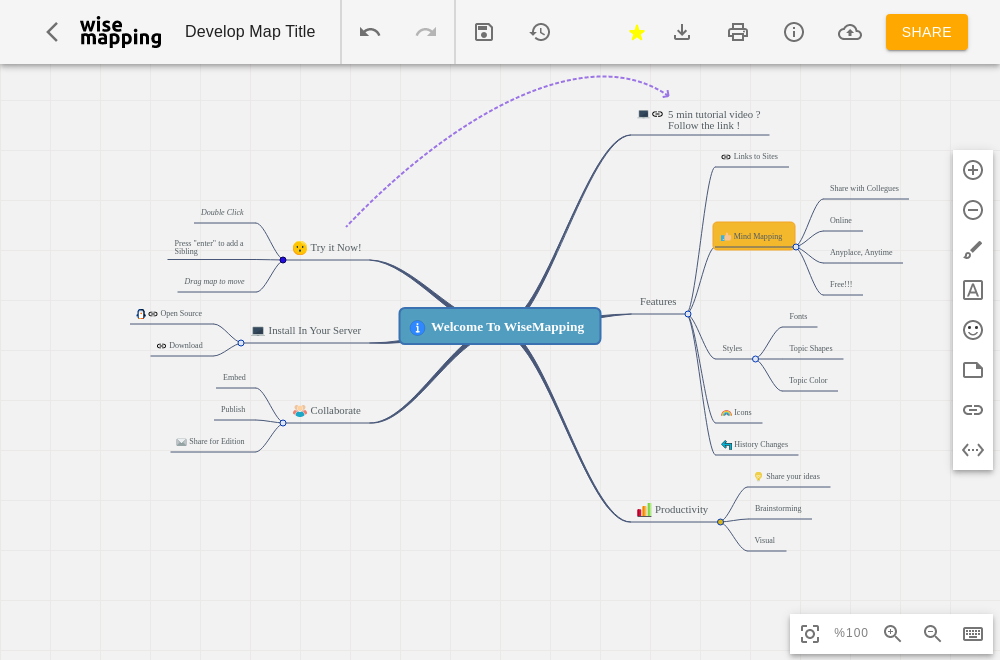 wise
mapping
Develop Map Title
SHARE
5 min tutorial video ?
Follow the link !
Links to Sites
Mind Mapping
Share with Collegues
Online
Anyplace, Anytime
Free!!!
Features
Styles
Fonts
Topic Shapes
Topic Color
Icons
History Changes
Productivity
Share your ideas
Brainstorming
Visual
Welcome To WiseMapping
Try it Now!
Double Click
Press "enter" to add a
Sibling
Drag map to move
Install In Your Server
Open Source
Download
Collaborate
Embed
Publish
Share for Edition
%100